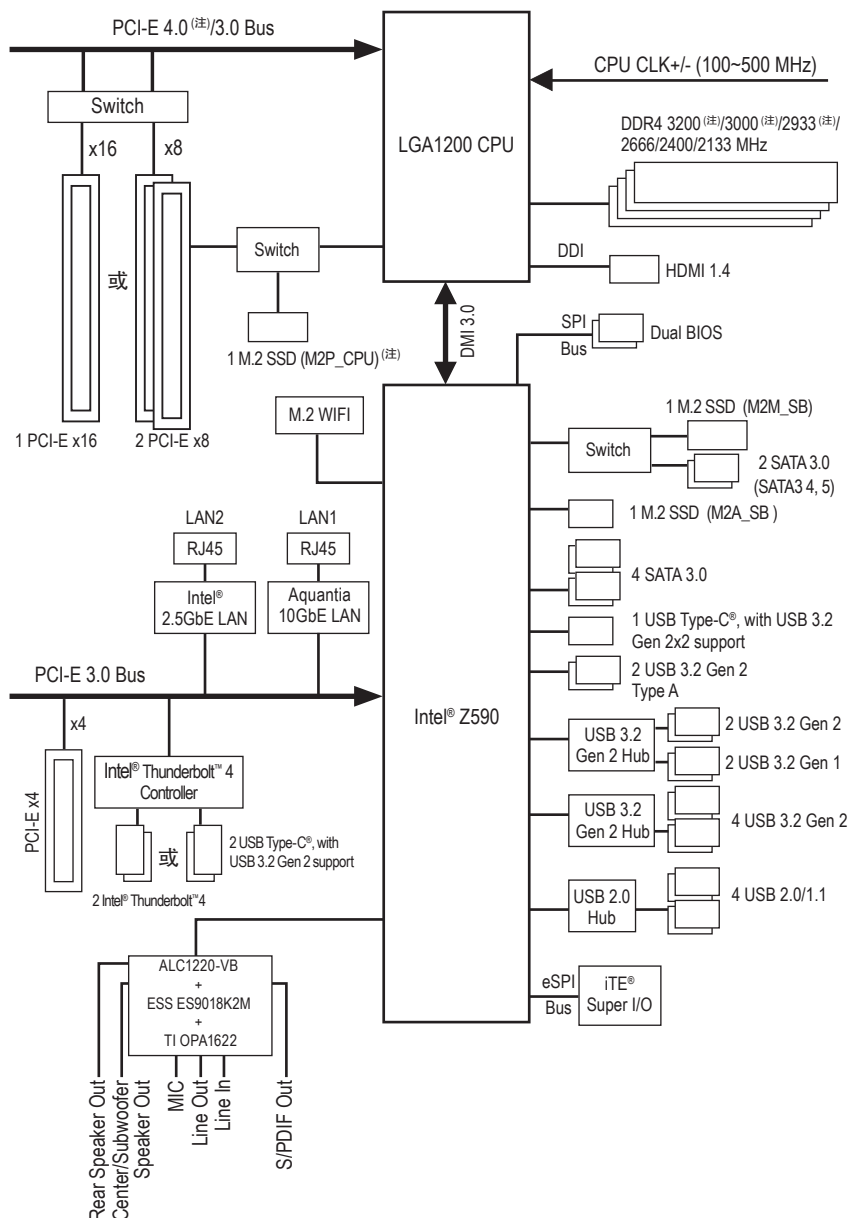 PCI-E 4.0 (注)/3.0 Bus
CPU CLK+/- (100~500 MHz)
Switch
LGA1200 CPU
DDR4 3200 (注)/3000 (注)/2933 (注)/
2666/2400/2133 MHz
x16
x8
Switch
DDI
HDMI 1.4
或
DMI 3.0
1 M.2 SSD (M2P_CPU) (注)
SPI
Bus
Dual BIOS
1 PCI-E x16
2 PCI-E x8
M.2 WIFI
1 M.2 SSD (M2M_SB)
Switch
2 SATA 3.0
(SATA3 4, 5)
LAN2
LAN1
RJ45
RJ45
1 M.2 SSD (M2A_SB )
Intel®
2.5GbE LAN
Aquantia
10GbE LAN
4 SATA 3.0
1 USB Type-C®, with USB 3.2
Gen 2x2 support
PCI-E 3.0 Bus
2 USB 3.2 Gen 2
Type A
Intel® Z590
x4
USB 3.2
Gen 2 Hub
2 USB 3.2 Gen 2
2 USB 3.2 Gen 1
PCI-E x4
Intel® Thunderbolt™ 4
Controller
USB 3.2
Gen 2 Hub
4 USB 3.2 Gen 2
或
2 USB Type-C®, with
USB 3.2 Gen 2 support
2 Intel® Thunderbolt™4
USB 2.0
Hub
4 USB 2.0/1.1
ALC1220-VB
+
ESS ES9018K2M
+
TI OPA1622
eSPI
Bus
iTE®
Super I/O
Rear Speaker Out
Center/Subwoofer
Speaker Out
MIC
Line Out
Line In
S/PDIF Out